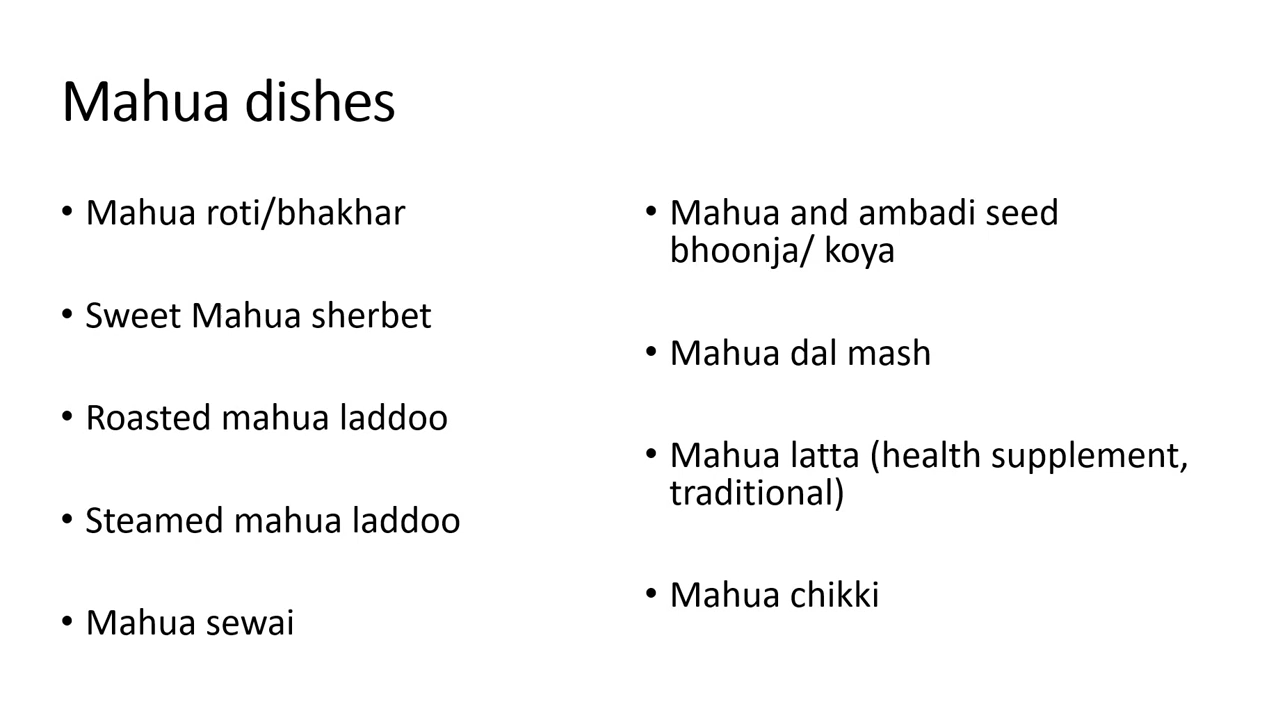 Mahua dishes
• Mahua roti/bhakhar
• Sweet Mahua sherbet
• Roasted mahua laddoo
• Steamed mahua laddoo
• Mahua sewai
• Mahua and ambadi seed
bhoonja/ koya
• Mahua dal mash
• Mahua latta (health supplement,
traditional)
• Mahua chikki